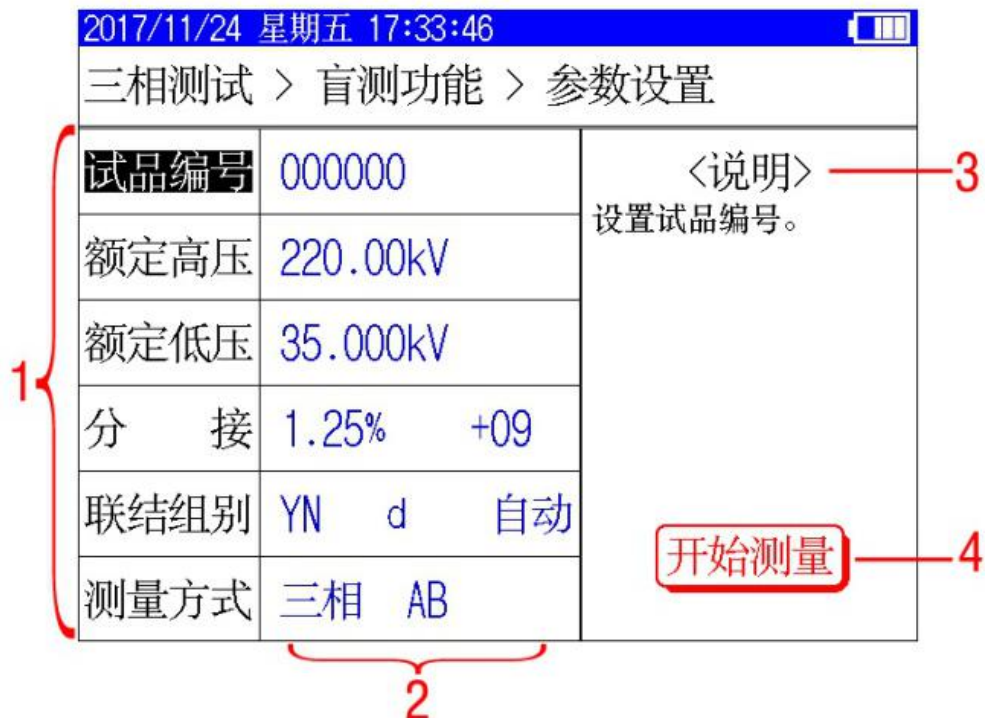 2017/11/24 星期五 17:33:46
三相测试 > 盲测功能 > 参数设置
试品编号 000000
<说明>
3
设置试品编号。
额定高压 220.00kV
额定低压 35.000kV
1
分 接 1.25% +09
联结组别 YN d 自动
开始测量
4
测量方式 三相 AB
2